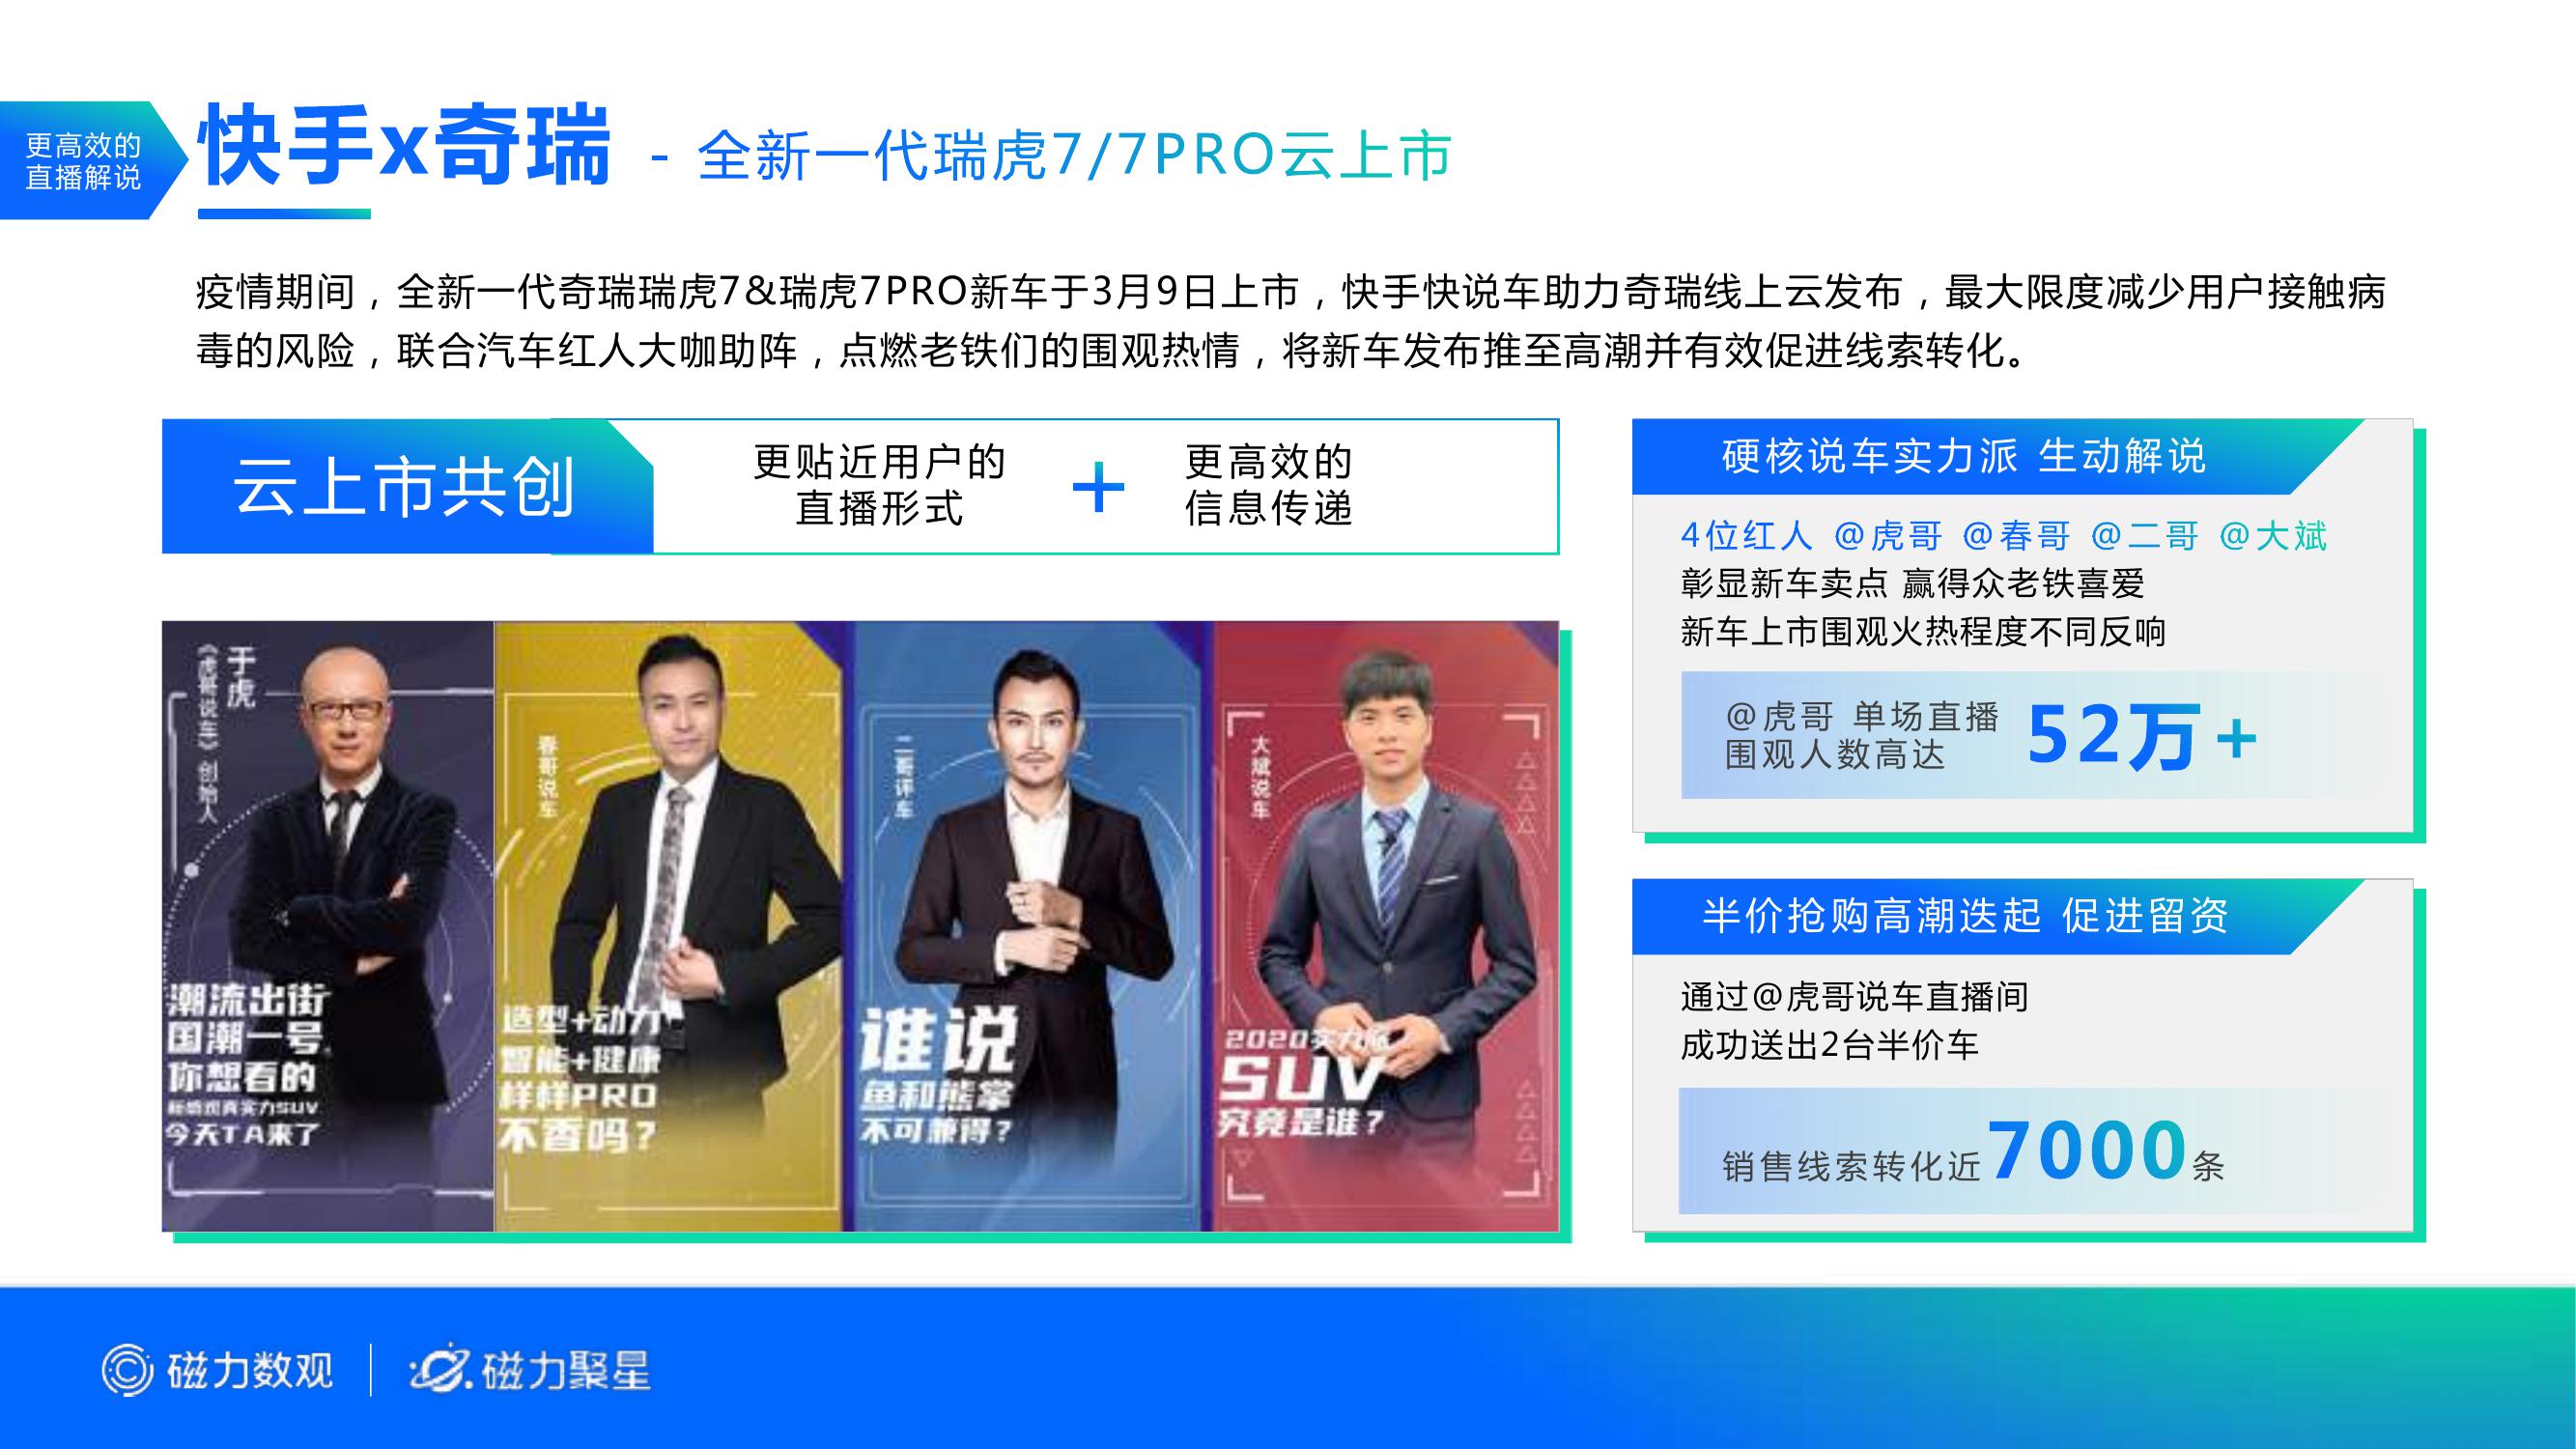 更高效的
直播解说
快手x奇瑞 - 全新一代瑞虎7/7PRO云上市
疫情期间，全新一代奇瑞瑞虎7&瑞虎7PRO新车于3月9日上市，快手快说车助力奇瑞线上云发布，最大限度减少用户接触病
毒的风险，联合汽车红人大咖助阵，点燃老铁们的围观热情，将新车发布推至高潮并有效促进线索转化。
云上市共创
更贴近用户的
直播形式
+
更高效的
信息传递
于虎
《虎哥说车》创始人
潮流出街
国潮一号
你想看的
实力SUV
今天TA来了
春哥说车
造型+动力
智能+健康
样样PRO
不香吗？
二哥评车
谁说
鱼和熊掌
不可兼得？
大斌说车
2020实力派
SUV
究竟是谁？
硬核说车实力派 生动解说
4位红人 @虎哥 @春哥 @二哥 @大斌
彰显新车卖点 赢得众老铁喜爱
新车上市围观火热程度不同反响
@虎哥 单场直播
围观人数高达
52万+
半价抢购高潮迭起 促进留资
通过@虎哥说车直播间
成功送出2台半价车
销售线索转化近7000条
磁力数观
磁力聚星